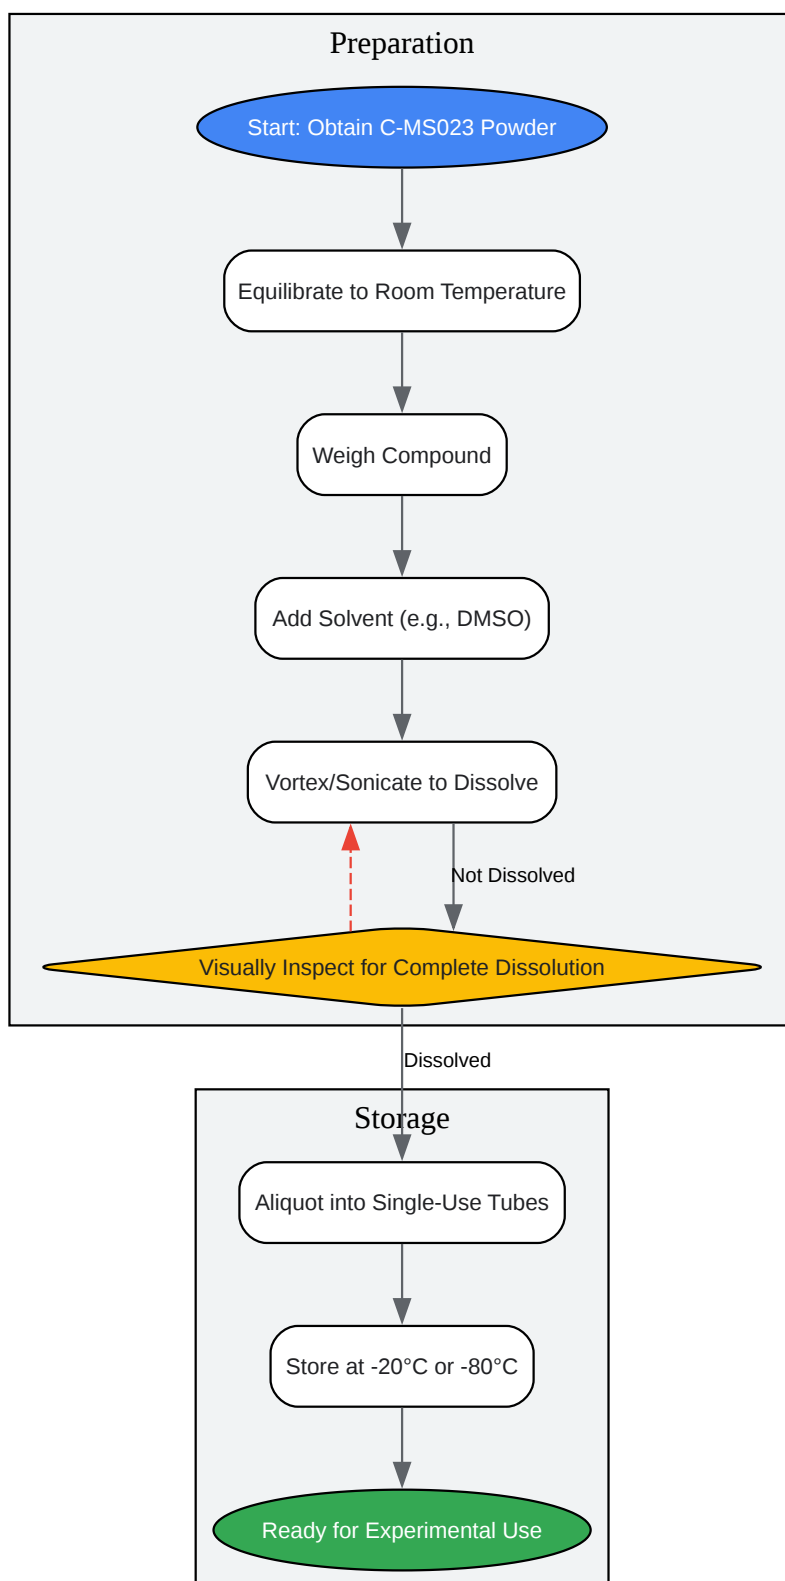 Preparation
Start: Obtain C-MS023 Powder
Equilibrate to Room Temperature
Weigh Compound
Add Solvent (e.g., DMSO)
Vortex/Sonicate to Dissolve
Not Dissolved
Visually Inspect for Complete Dissolution
Dissolved
Storage
Aliquot into Single-Use Tubes
Store at -20°C or -80°C
Ready for Experimental Use